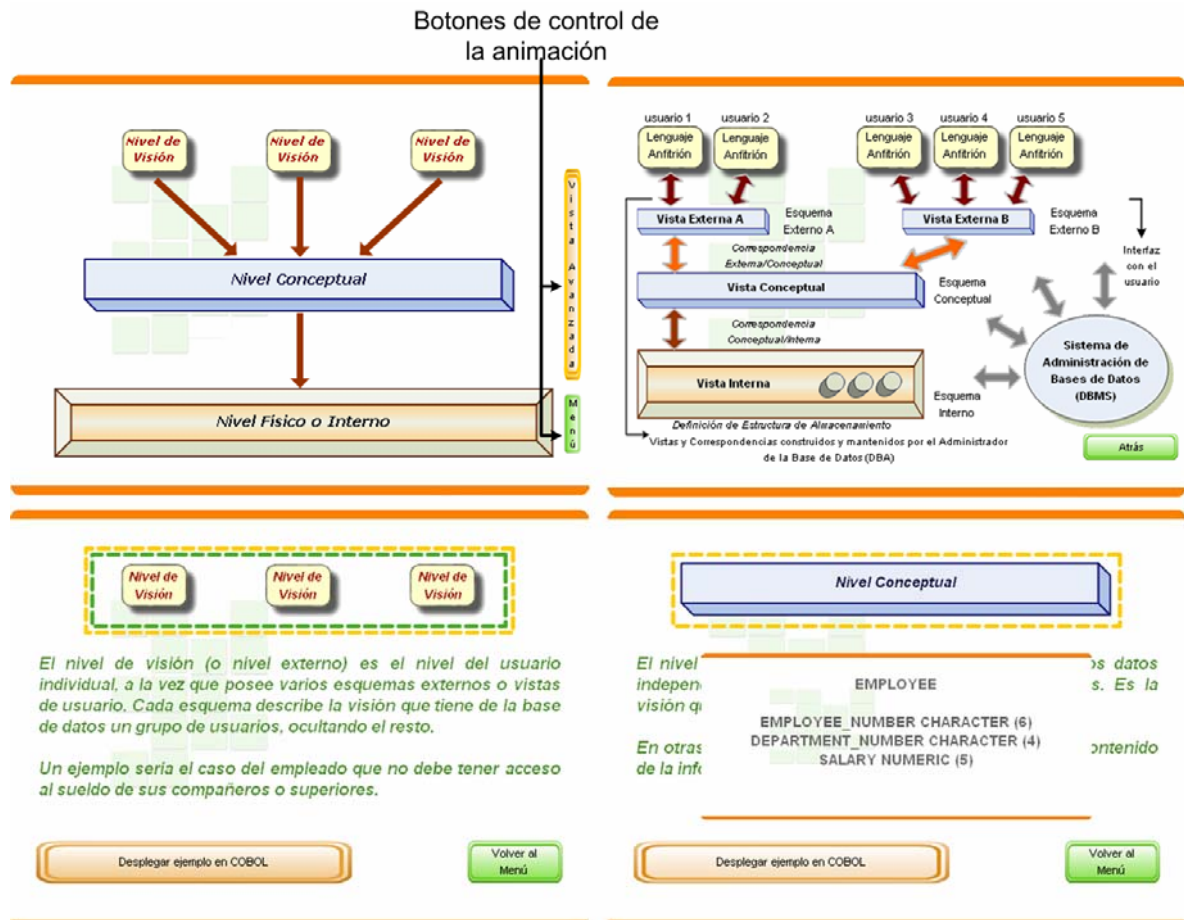 Botones de control de
la animación
Nivel de
Visión
Nivel de
Visión
Nivel de
Visión
Nivel Conceptual
Nivel Físico o Interno
Vista Avanzada
Menú
usuario 1
usuario 2
usuario 3
usuario 4
usuario 5
Lenguaje
Anfitrión
Lenguaje
Anfitrión
Lenguaje
Anfitrión
Lenguaje
Anfitrión
Lenguaje
Anfitrión
Vista Externa A
Esquema
Externo A
Vista Externa B
Esquema
Externo B
Correspondencia
Externa/Conceptual
Interfaz
con el
usuario
Vista Conceptual
Esquema
Conceptual
Correspondencia
Conceptual/Interna
Vista Interna
Esquema
Interno
Sistema de
Administración de
Bases de Datos
(DBMS)
Definición de Estructura de Almacenamiento
Vistas y Correspondencias construidos y mantenidos por el Administrador
de la Base de Datos (DBA)
Atrás
Nivel de
Visión
Nivel de
Visión
Nivel de
Visión
El nivel de visión (o nivel externo) es el nivel del usuario
individual, a la vez que posee varios esquemas externos o vistas
de usuario. Cada esquema describe la visión que tiene de la base
de datos un grupo de usuarios, ocultando el resto.
Un ejemplo sería el caso del empleado que no debe tener acceso
al sueldo de sus compañeros o superiores.
Desplegar ejemplo en COBOL
Volver al
Menú
Nivel Conceptual
El nivel os datos
indepen s. Es la
visión q
EMPLOYEE
EMPLOYEE_NUMBER CHARACTER (6)
DEPARTMENT_NUMBER CHARACTER (4)
SALARY NUMERIC (5)
En otras ontenido
de la inf
Desplegar ejemplo en COBOL
Volver al
Menú